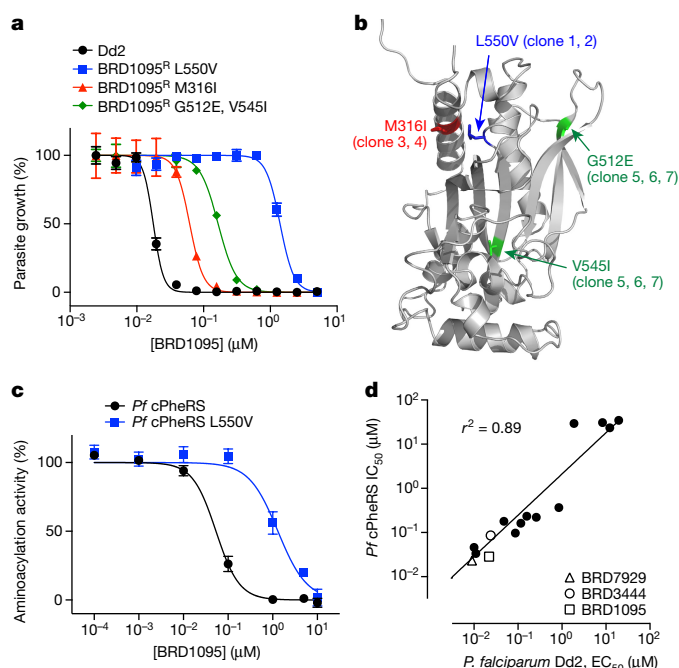 a
Dd2
BRD1095ᴿ L550V
BRD1095ᴿ M316I
BRD1095ᴿ G512E, V545I
Parasite growth (%)
100
50
0
10⁻³ 10⁻² 10⁻¹ 10⁰ 10¹
[BRD1095] (μM)
b
L550V (clone 1, 2)
M316I
(clone 3, 4)
G512E
(clone 5, 6, 7)
V545I
(clone 5, 6, 7)
c
Pf cPheRS
Pf cPheRS L550V
Aminoacylation activity (%)
100
50
0
10⁻⁴ 10⁻³ 10⁻² 10⁻¹ 10⁰ 10¹
[BRD1095] (μM)
d
r² = 0.89
Pf cPheRS IC₅₀ (μM)
10²
10¹
10⁰
10⁻¹
10⁻²
BRD7929
BRD3444
BRD1095
10⁻² 10⁻¹ 10⁰ 10¹ 10²
P. falciparum Dd2, EC₅₀ (μM)